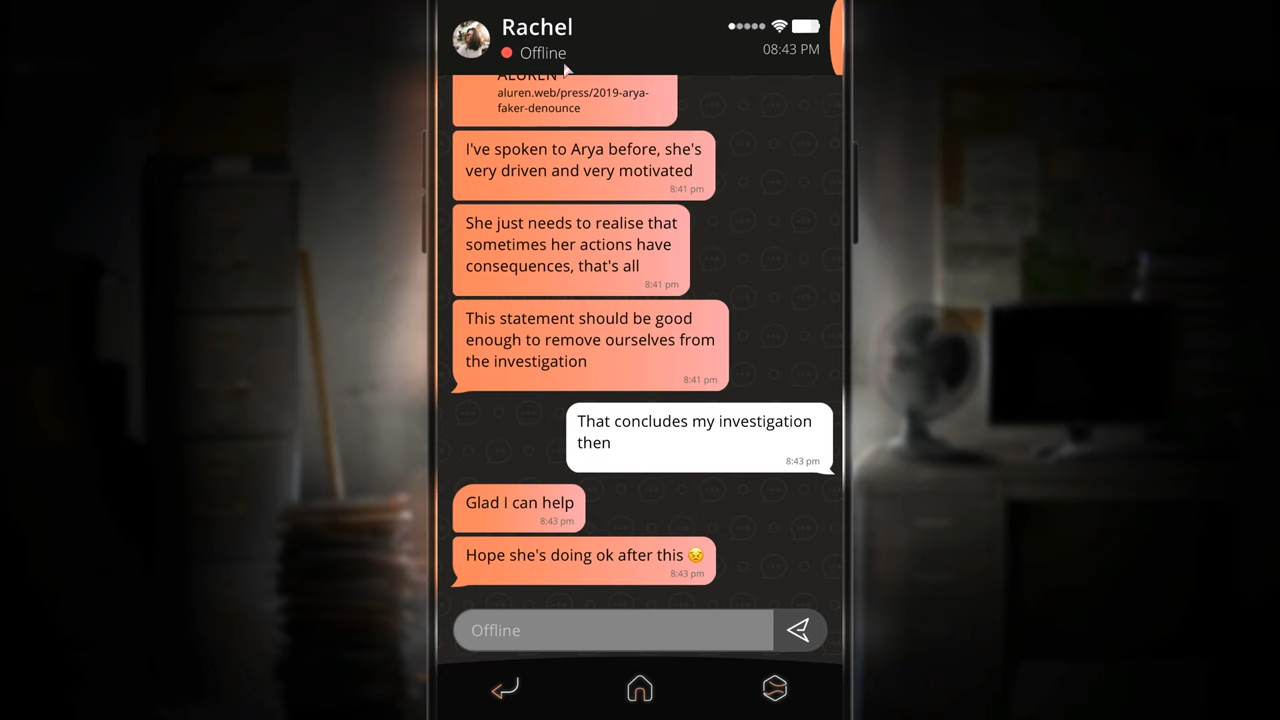 Rachel
Offline
08:43 PM
ALUREN
aluren.web/press/2019-arya-
faker-denounce
I've spoken to Arya before, she's
very driven and very motivated
8:41 pm
She just needs to realise that
sometimes her actions have
consequences, that's all
8:41 pm
This statement should be good
enough to remove ourselves from
the investigation
8:41 pm
That concludes my investigation
then
8:43 pm
Glad I can help
8:43 pm
Hope she's doing ok after this 😣
8:43 pm
Offline